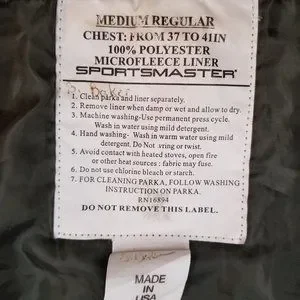 MEDIUM REGULAR
CHEST: FROM 37 TO 41IN
100% POLYESTER
MICROFLEECE LINER
SPORTSMASTER
Baker
1. Clean parka and liner separately.
2. Remove liner when damp or wet and allow to dry.
3. Machine washing-Use permanent press cycle.
Wash in water using mild detergent.
4. Hand washing- Wash in warm water using mild
detergent. Do Not wring or twist.
5. Avoid contact with heated stoves, open fire
or other heat sources: fabric may fuse.
6. Do not use chlorine bleach or starch.
7. FOR CLEANING PARKA, FOLLOW WASHING
INSTRUCTION ON PARKA.
RN16894
DO NOT REMOVE THIS LABEL.
MADE
IN
USA